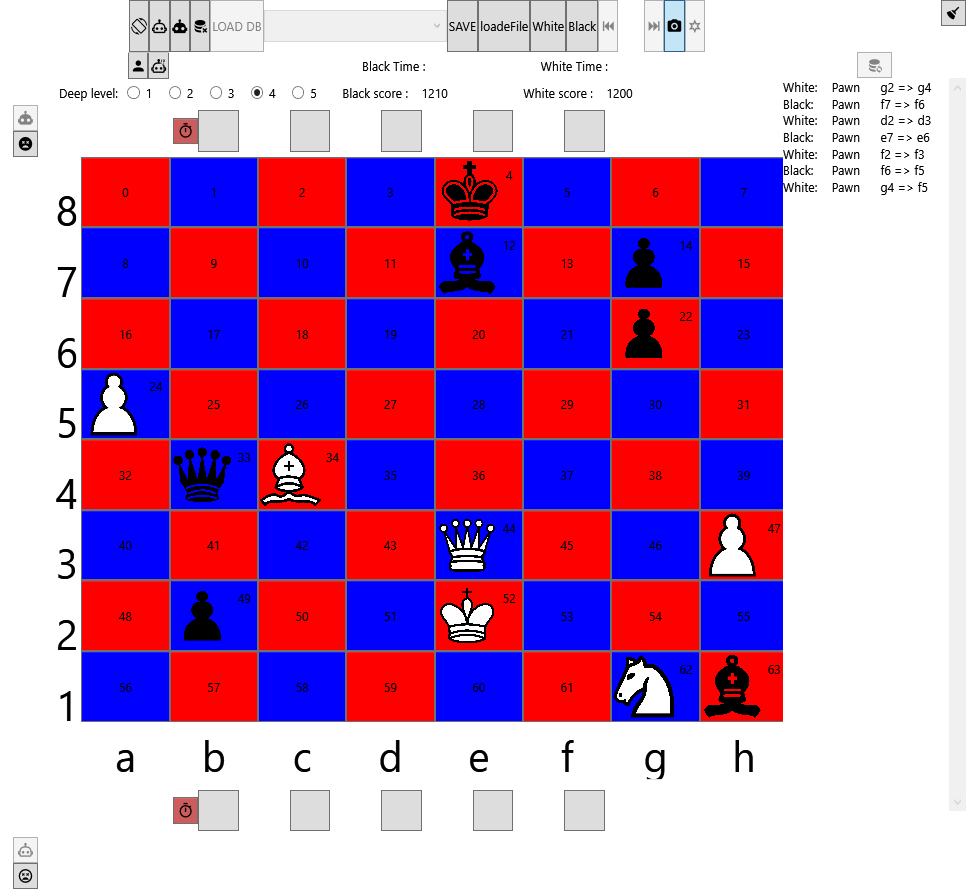 LOAD DB SAVE loadeFile White Black
Black Time : White Time :
Deep level: 1 2 3 4 5 Black score : 1210 White score : 1200
White: Pawn g2 => g4
Black: Pawn f7 => f6
White: Pawn d2 => d3
Black: Pawn e7 => e6
White: Pawn f2 => f3
Black: Pawn f6 => f5
White: Pawn g4 => f5
8 0 1 2 3 4 5 6 7
7 8 9 10 11 12 13 14 15
6 16 17 18 19 20 21 22 23
5 24 25 26 27 28 29 30 31
4 32 33 34 35 36 37 38 39
3 40 41 42 43 44 45 46 47
2 48 49 50 51 52 53 54 55
1 56 57 58 59 60 61 62 63
a b c d e f g h